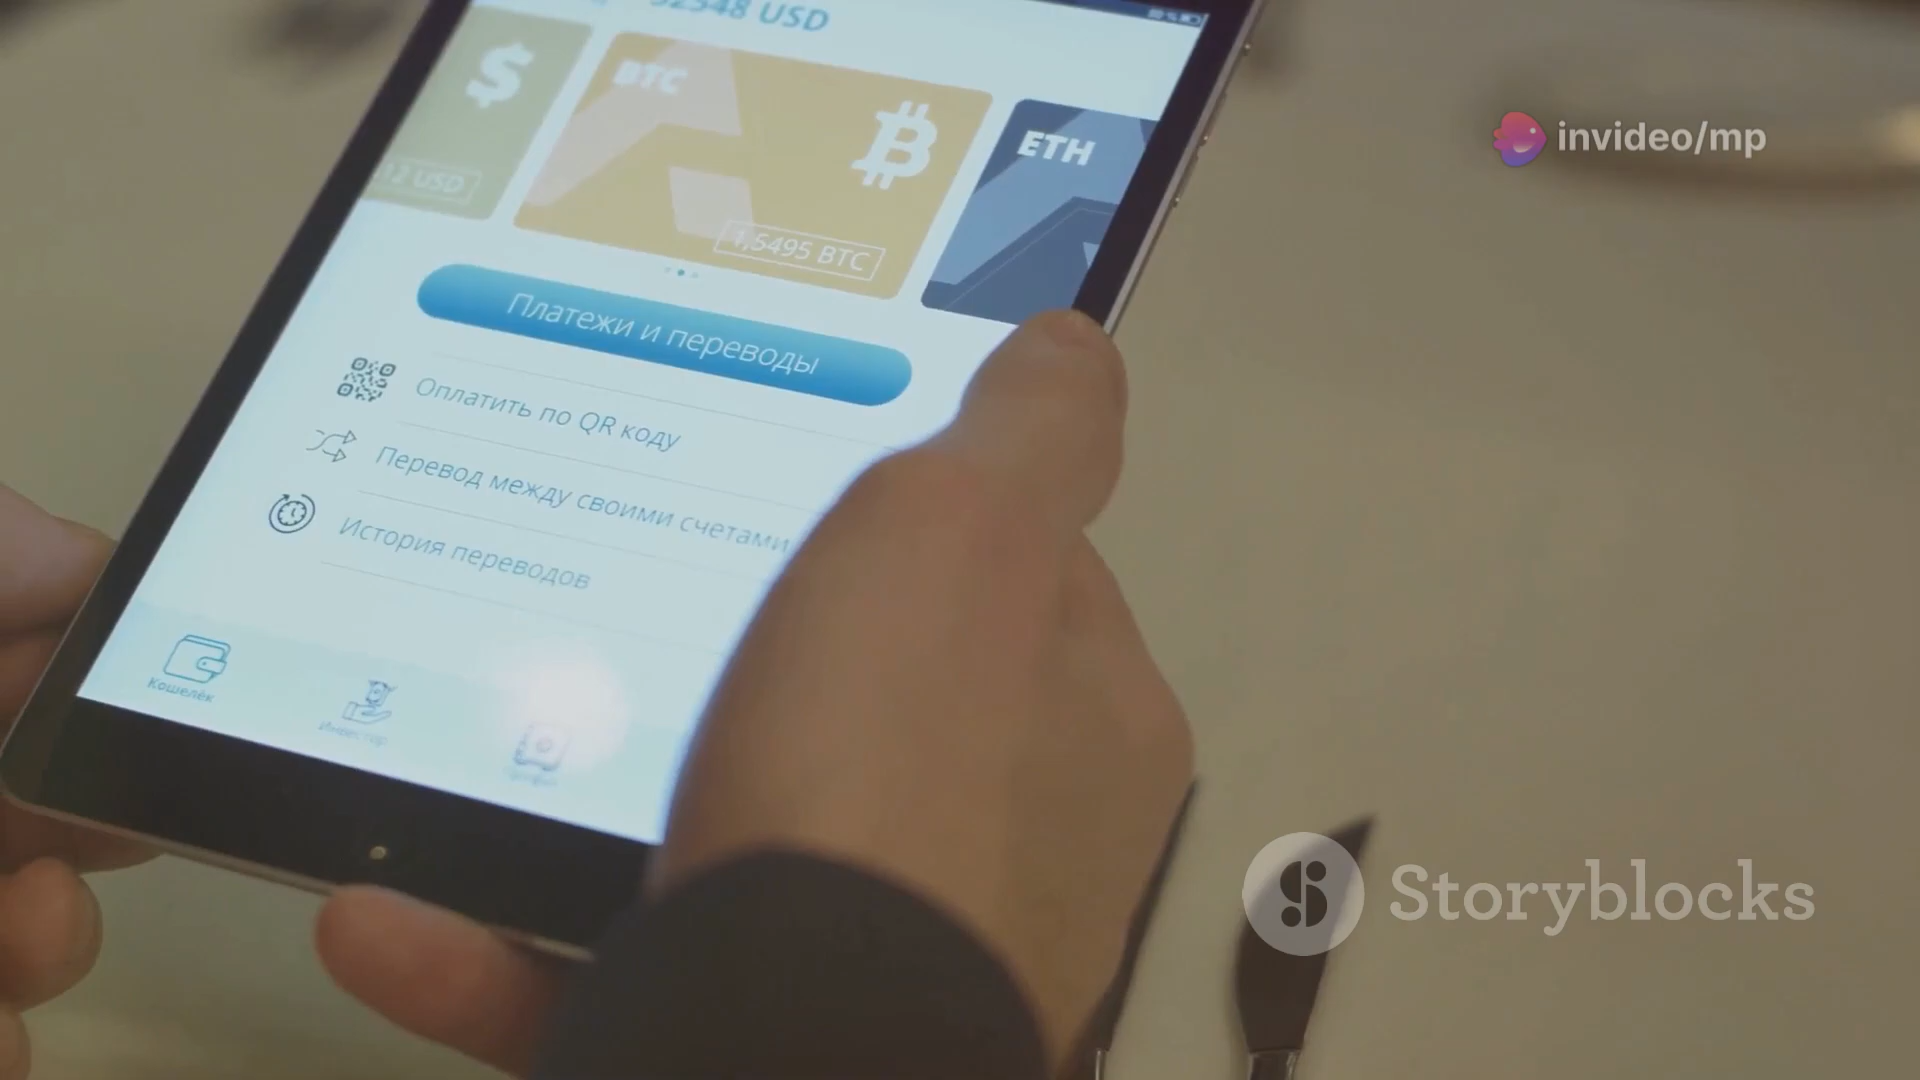 USD
$
BTC
ETH
12 USD
1,5495 BTC
Платежи и переводы
Оплатить по QR коду
Перевод между своими счетами
История переводов
Кошелёк
Инвестор
invideo/mp
Storyblocks